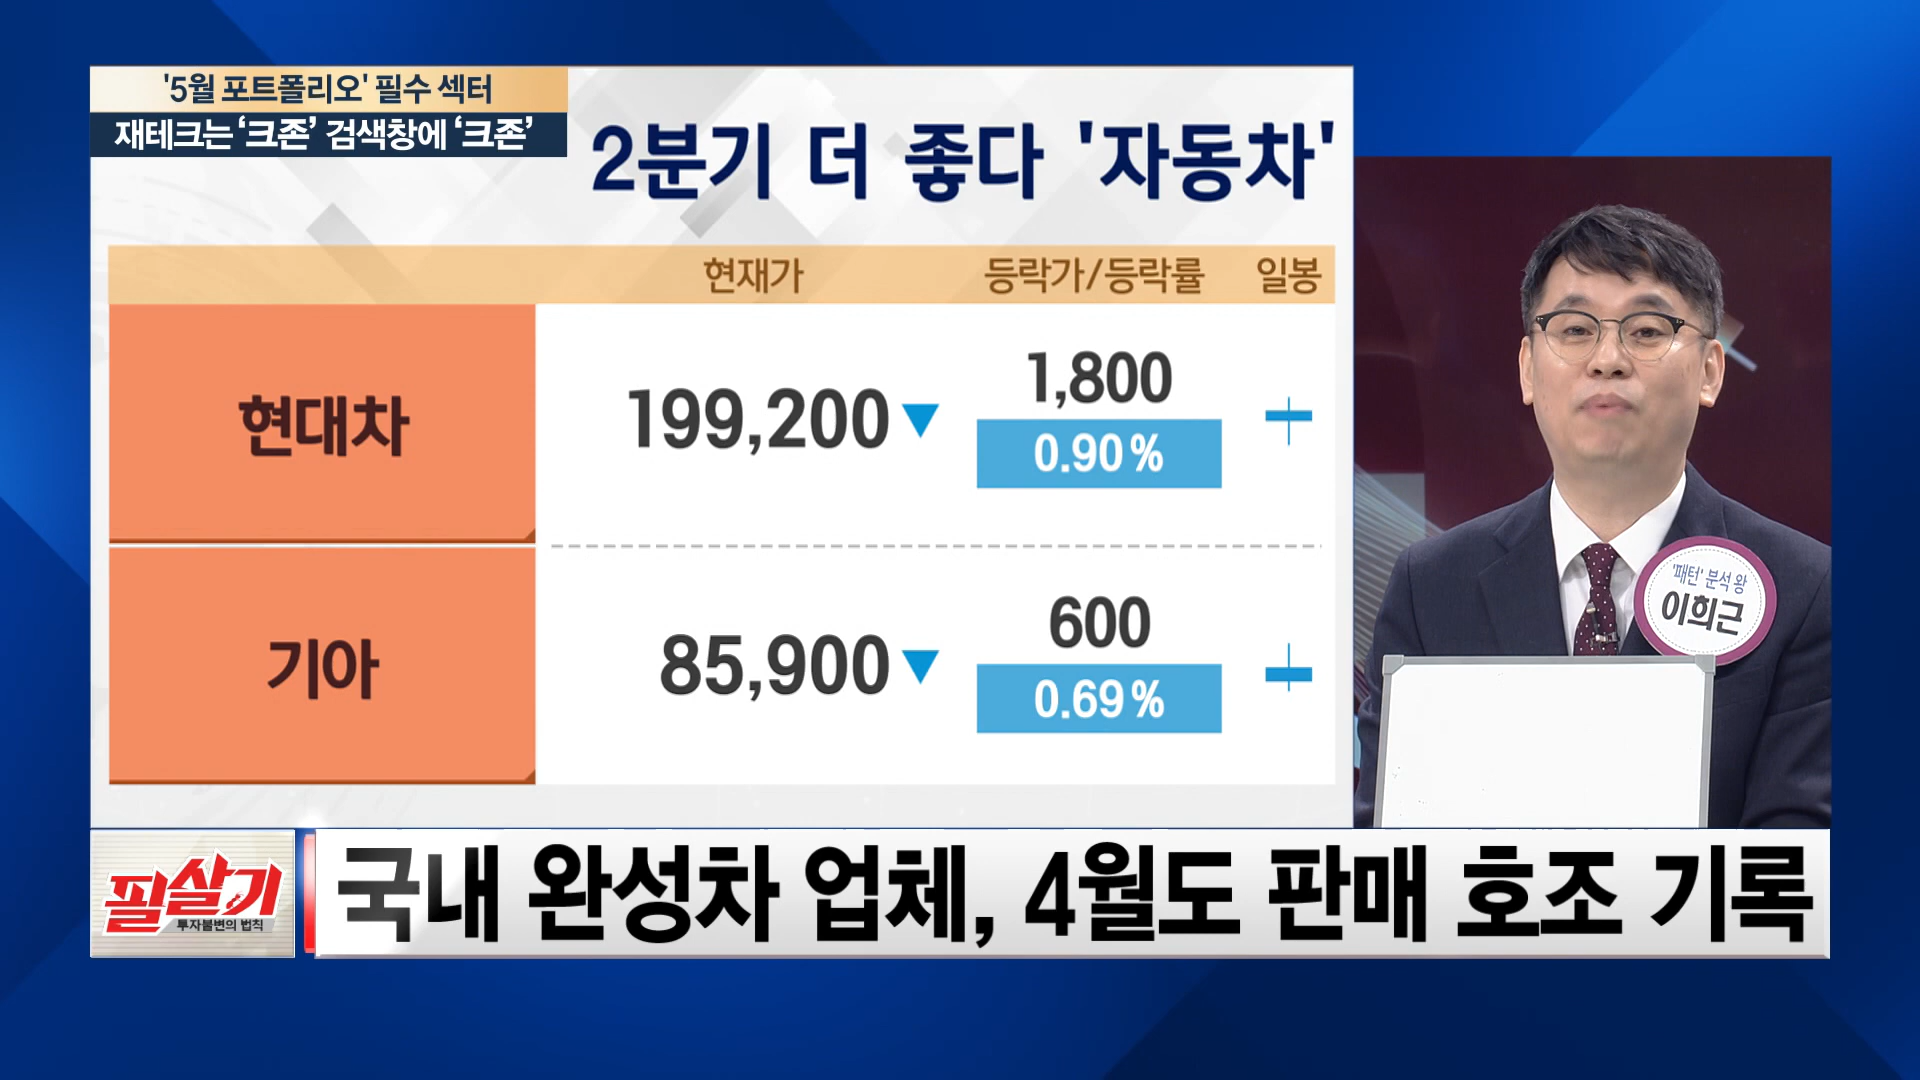 '5월 포트폴리오' 필수 섹터
재테크는 ‘크존’ 검색창에 ‘크존’
2분기 더 좋다 '자동차'
현재가 등락가/등락률 일봉
현대차 199,200 ▼ 1,800
0.90%
기아 85,900 ▼ 600
0.69%
'패턴' 분석 왕
이희근
필살기
투자불변의 법칙
국내 완성차 업체, 4월도 판매 호조 기록